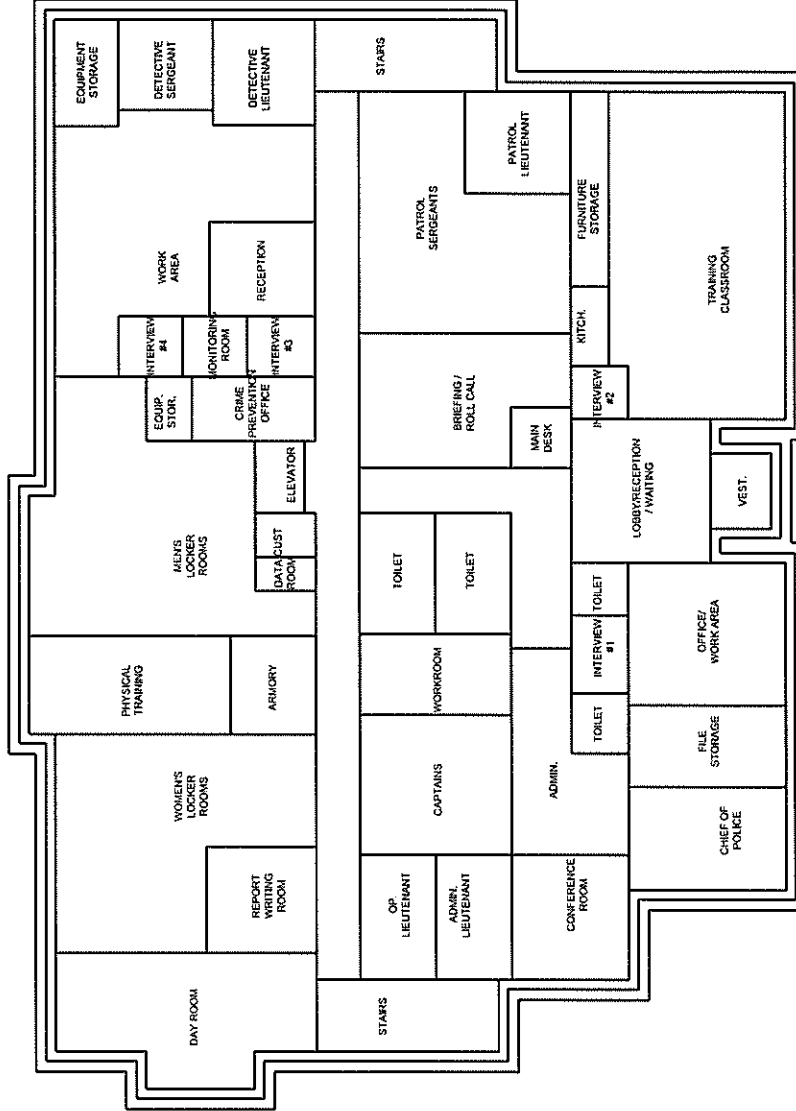 EQUIPMENT
STORAGE
DETECTIVE
SERGEANT
DETECTIVE
LIEUTENANT
STAIRS
WORK
AREA
RECEPTION
INTERVIEW
#4
MONITORING
ROOM
INTERVIEW
#3
EQUIP.
STOR.
CRIME
PREVENTION
OFFICE
ELEVATOR
MEN'S
LOCKER
ROOMS
CUST
DATA
ROOM
PHYSICAL
TRAINING
ARMORY
WOMEN'S
LOCKER
ROOMS
REPORT
WRITING
ROOM
DAY ROOM
STAIRS
PATROL
SERGEANTS
PATROL
LIEUTENANT
BRIEFING /
ROLL CALL
MAIN
DESK
TOILET
TOILET
WORKROOM
CAPTAINS
OP.
LIEUTENANT
ADMIN.
LIEUTENANT
ADMIN.
CONFERENCE
ROOM
FURNITURE
STORAGE
KITCH.
INTERVIEW
#2
TRAINING
CLASSROOM
LOBBY/RECEPTION
/ WAITING
VEST.
TOILET
INTERVIEW
#1
TOILET
OFFICE/
WORK AREA
FILE
STORAGE
CHIEF OF
POLICE